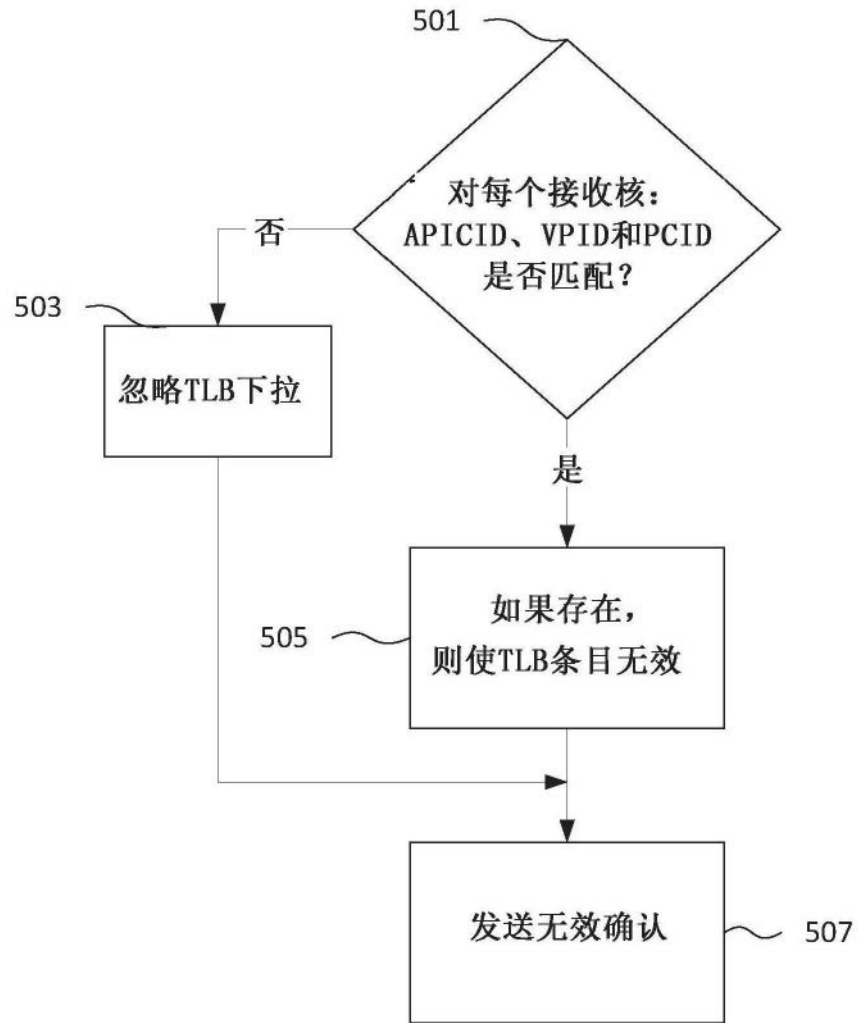 501
对每个接收核：
APICID、VPID和PCID
是否匹配？
否
503
忽略TLB下拉
是
505
如果存在，
则使TLB条目无效
发送无效确认
507